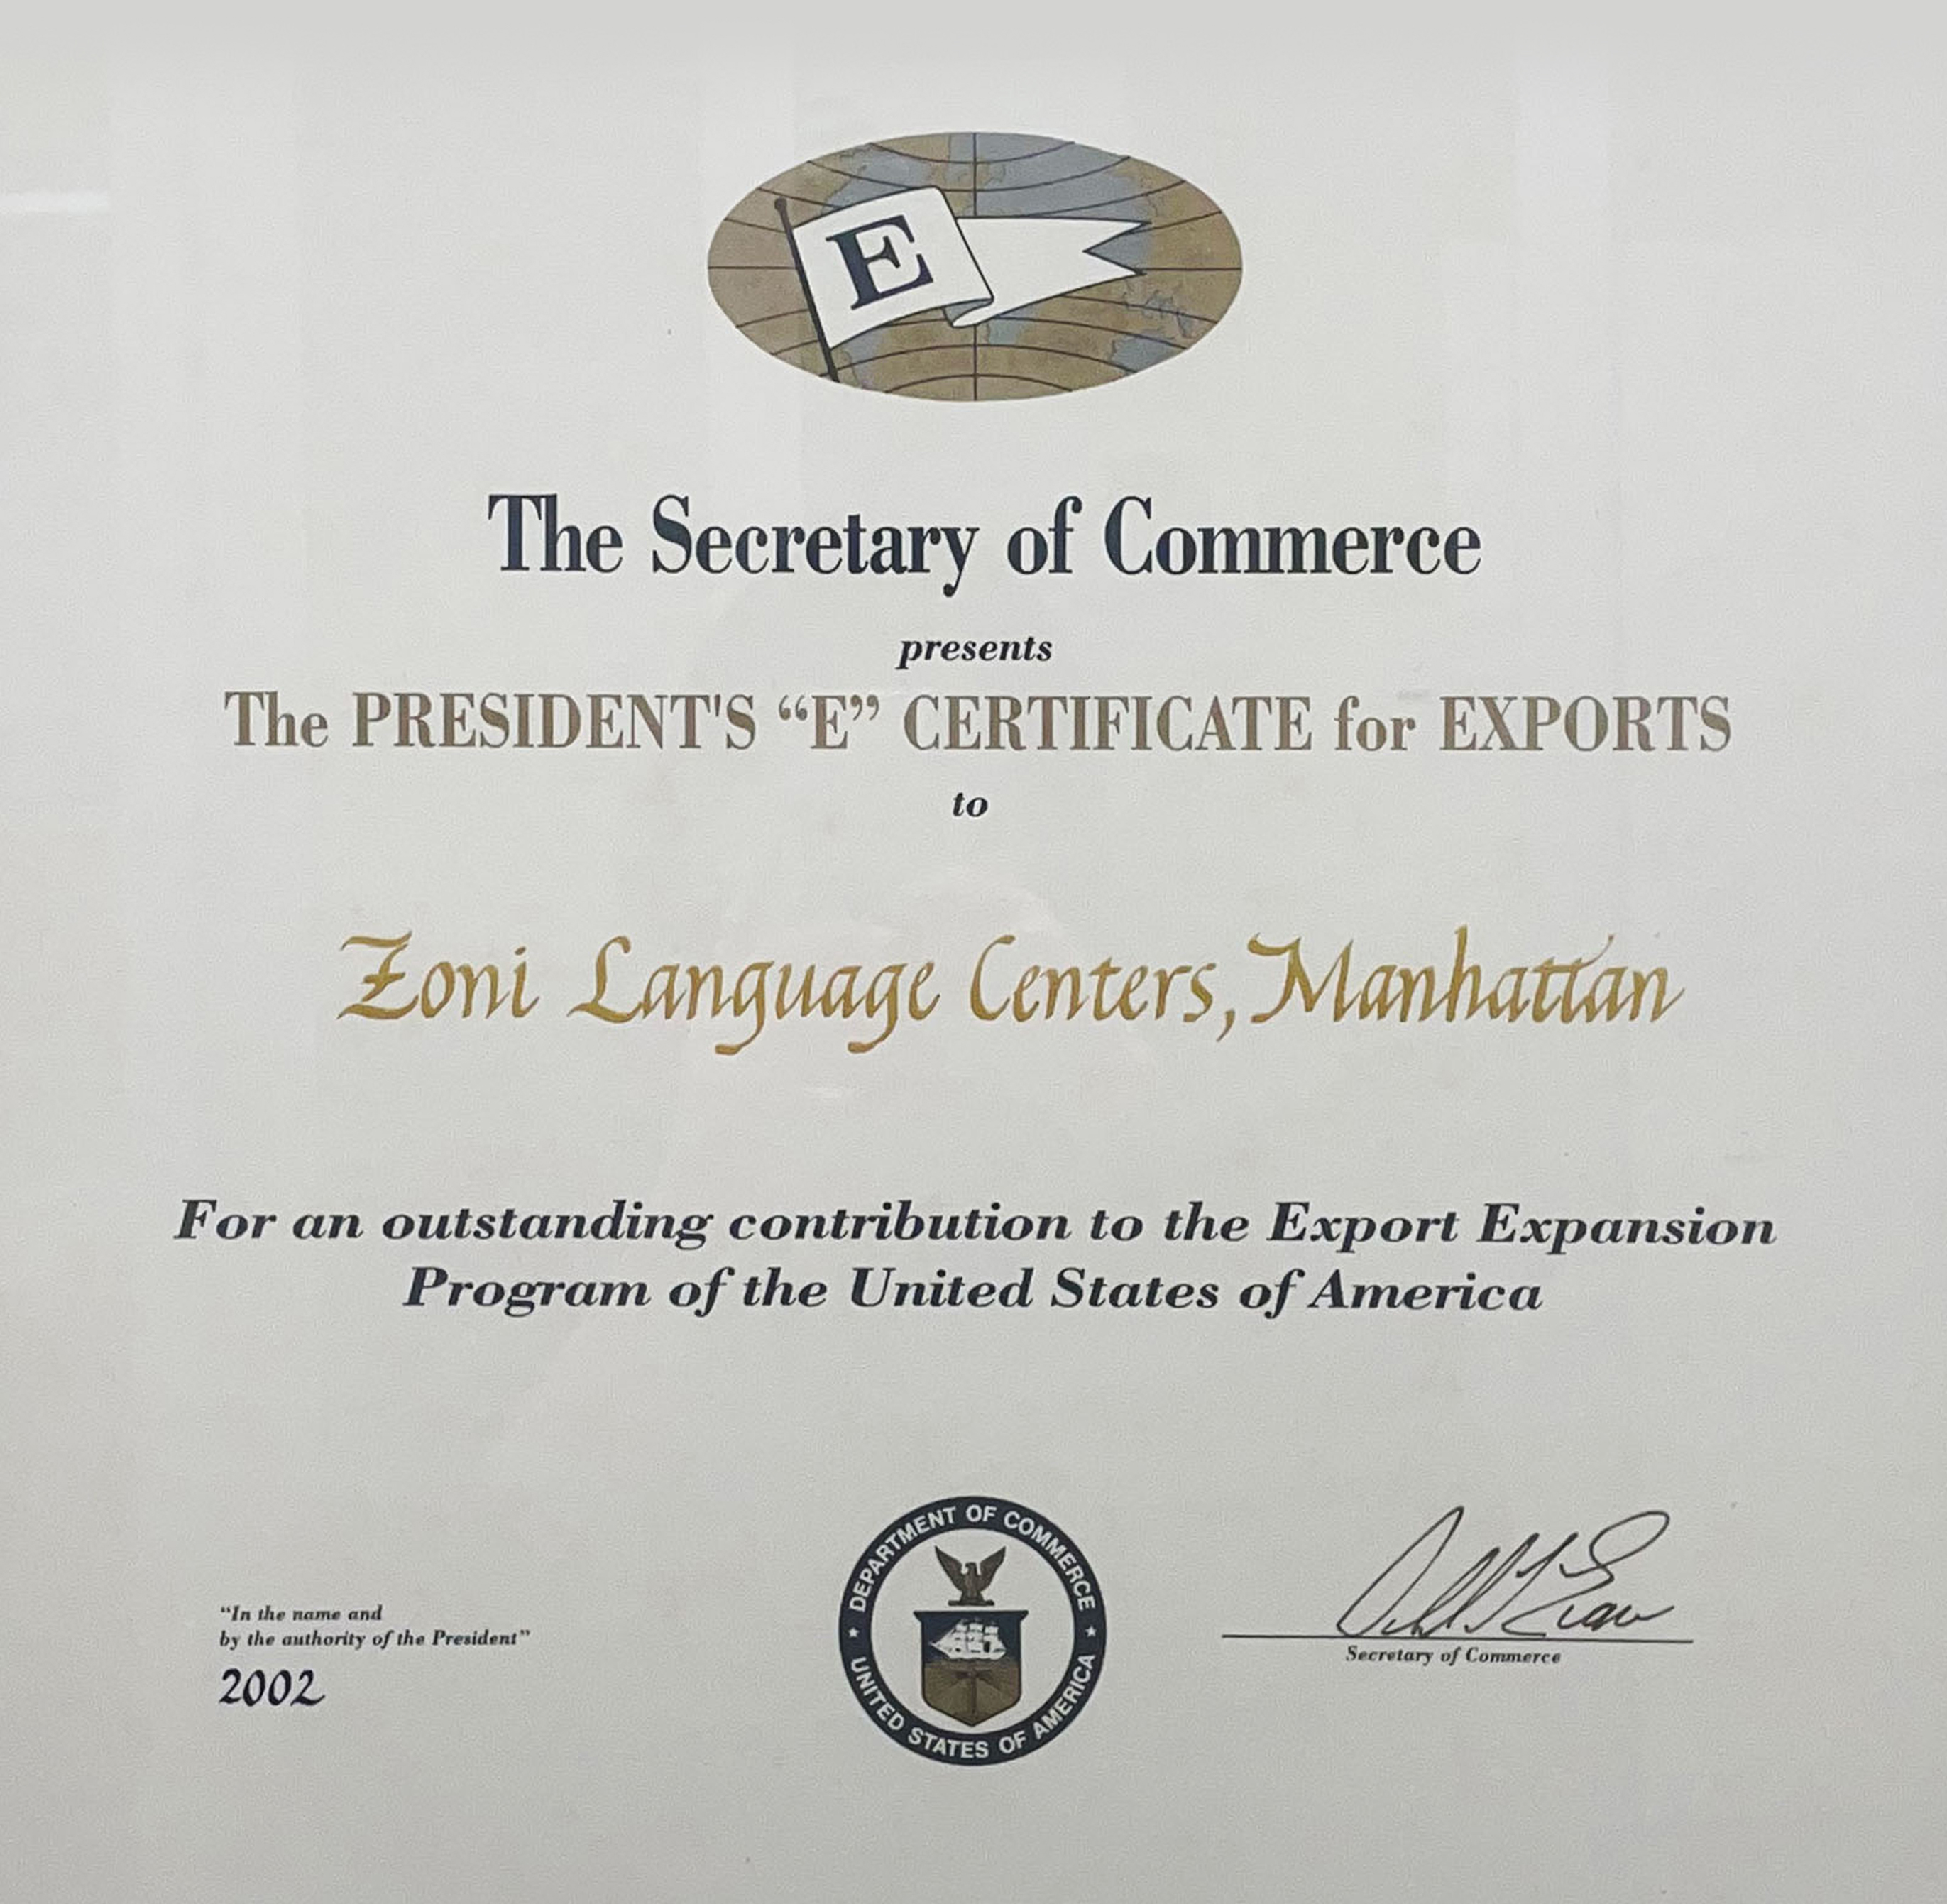 E
The Secretary of Commerce
presents
The PRESIDENT'S “E” CERTIFICATE for EXPORTS
to
Zoni Language Centers, Manhattan
For an outstanding contribution to the Export Expansion
Program of the United States of America
“In the name and
by the authority of the President”
2002
DEPARTMENT OF COMMERCE
UNITED STATES OF AMERICA
Secretary of Commerce